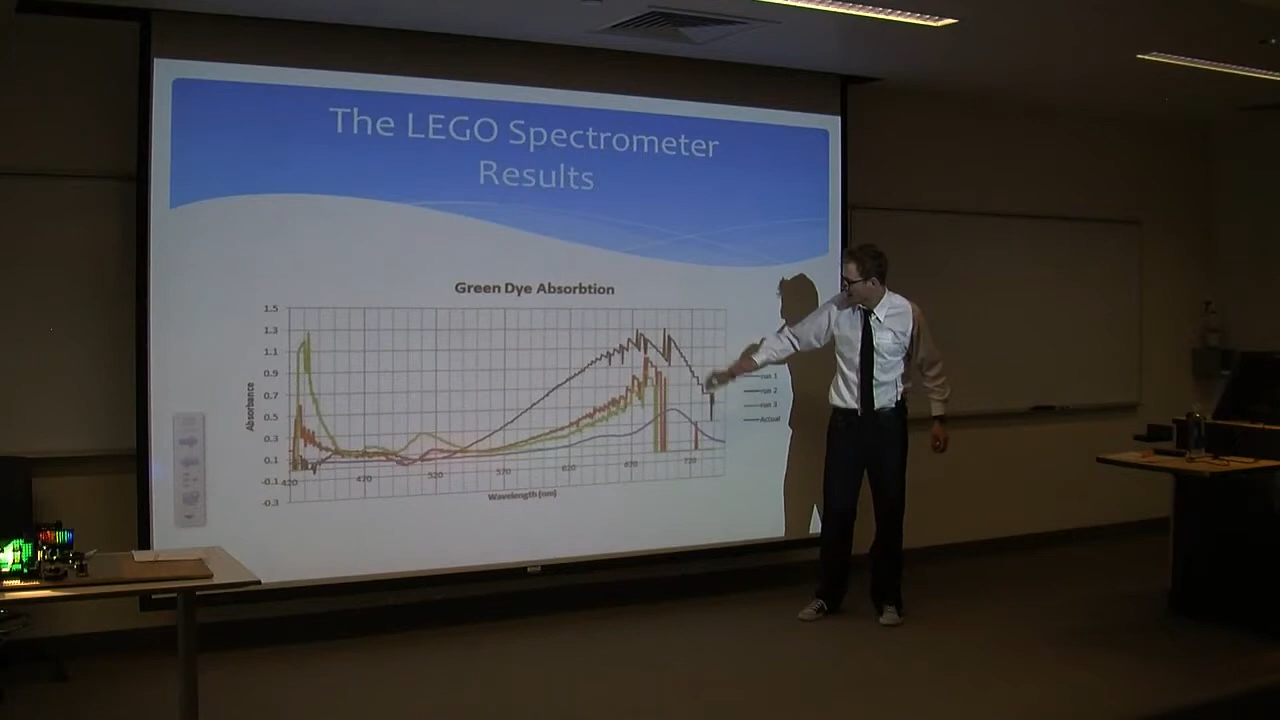 The LEGO Spectrometer
Results
Green Dye Absorbtion
1.5
1.3
1.1
0.9
0.7
0.5
0.3
0.1
-0.1
-0.3
Absorbance
420
470
520
570
620
670
720
Wavelength (nm)
run 1
run 2
run 3
Actual